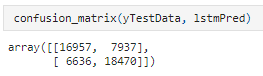 confusion_matrix(yTestData, lstmPred)
array([[16957,  7937],
       [ 6636, 18470]])